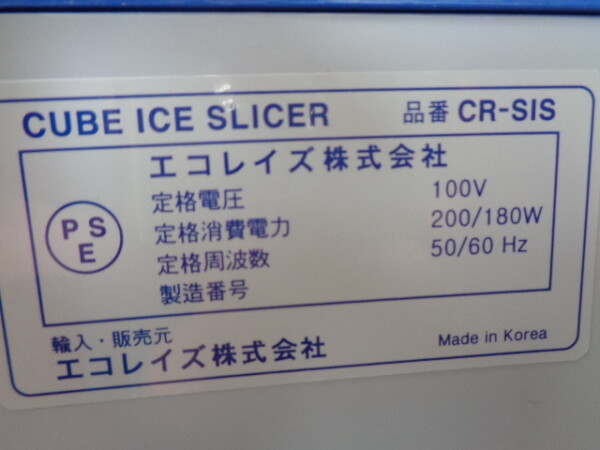 CUBE ICE SLICER 品番 CR-SIS
エコレイズ株式会社
PSE
定格電圧 100V
定格消費電力 200/180W
定格周波数 50/60 Hz
製造番号
輸入・販売元
エコレイズ株式会社 Made in Korea